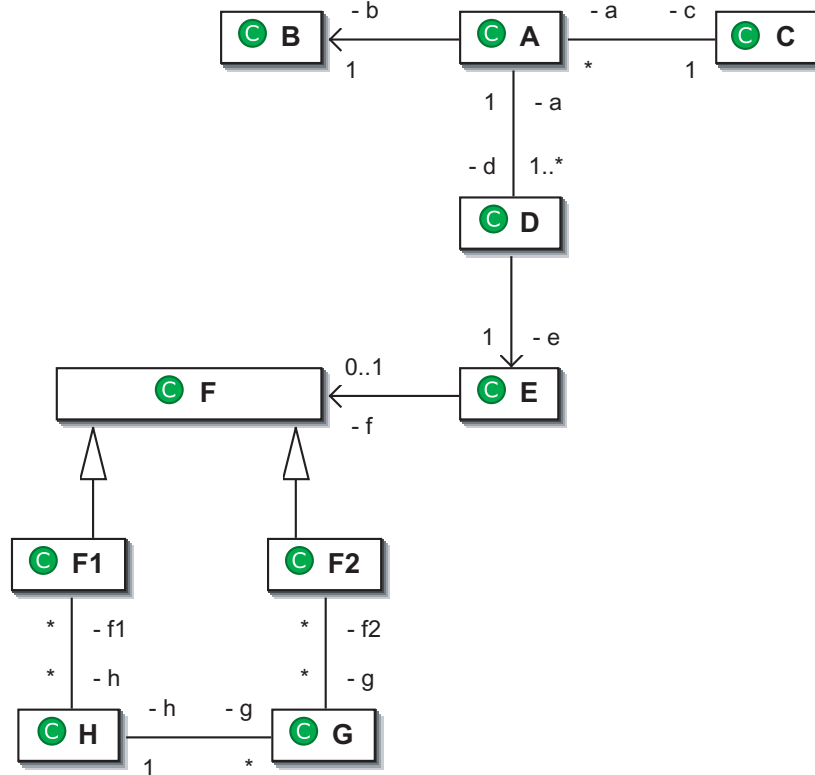 - b - a - c
C B C A C C
1 * 1
1 - a
- d 1..*
C D
1 - e
0..1
C F C E
- f
C F1 C F2
* - f1 * - f2
* - h * - g
- h - g
C H C G
1 *